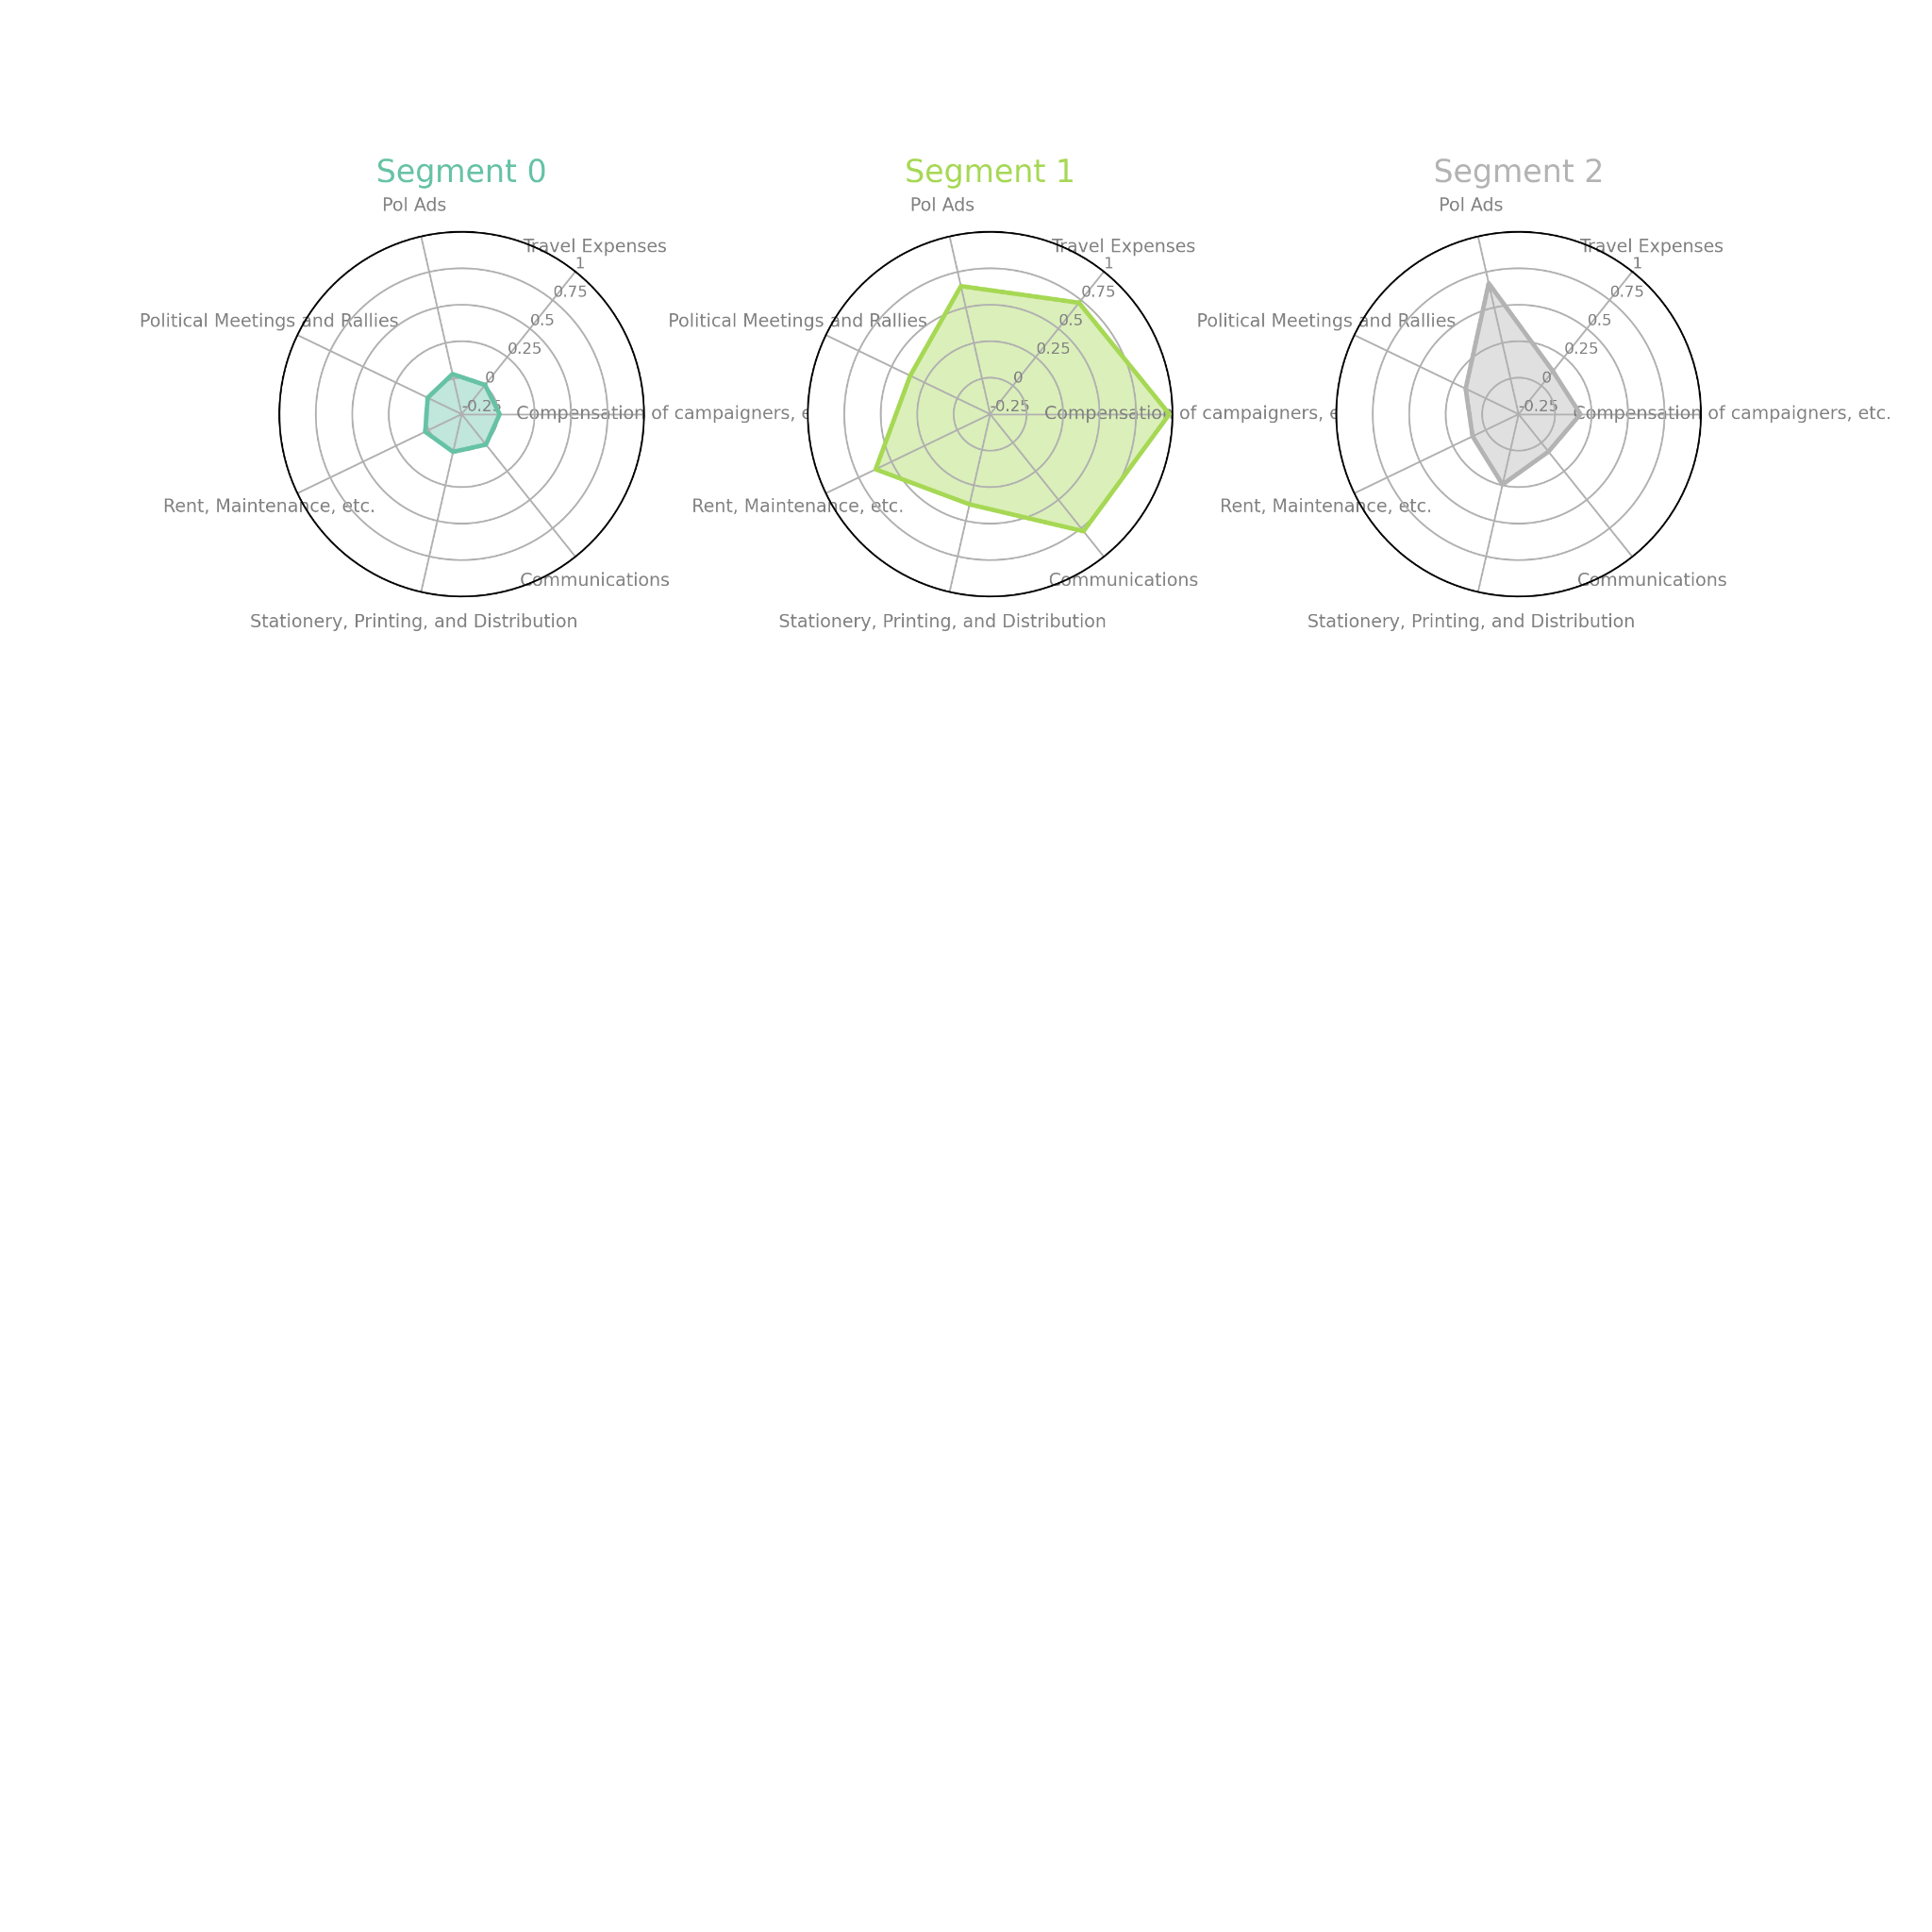 Segment 0
Pol Ads
Travel Expenses
1
0.75
0.5
0.25
0
-0.25
Political Meetings and Rallies
Compensation of campaigners, e
Rent, Maintenance, etc.
Communications
Stationery, Printing, and Distribution
Segment 1
Pol Ads
Travel Expenses
1
0.75
0.5
0.25
0
-0.25
Political Meetings and Rallies
Compensation of campaigners, e
Rent, Maintenance, etc.
Communications
Stationery, Printing, and Distribution
Segment 2
Pol Ads
Travel Expenses
1
0.75
0.5
0.25
0
-0.25
Political Meetings and Rallies
Compensation of campaigners, etc.
Rent, Maintenance, etc.
Communications
Stationery, Printing, and Distribution